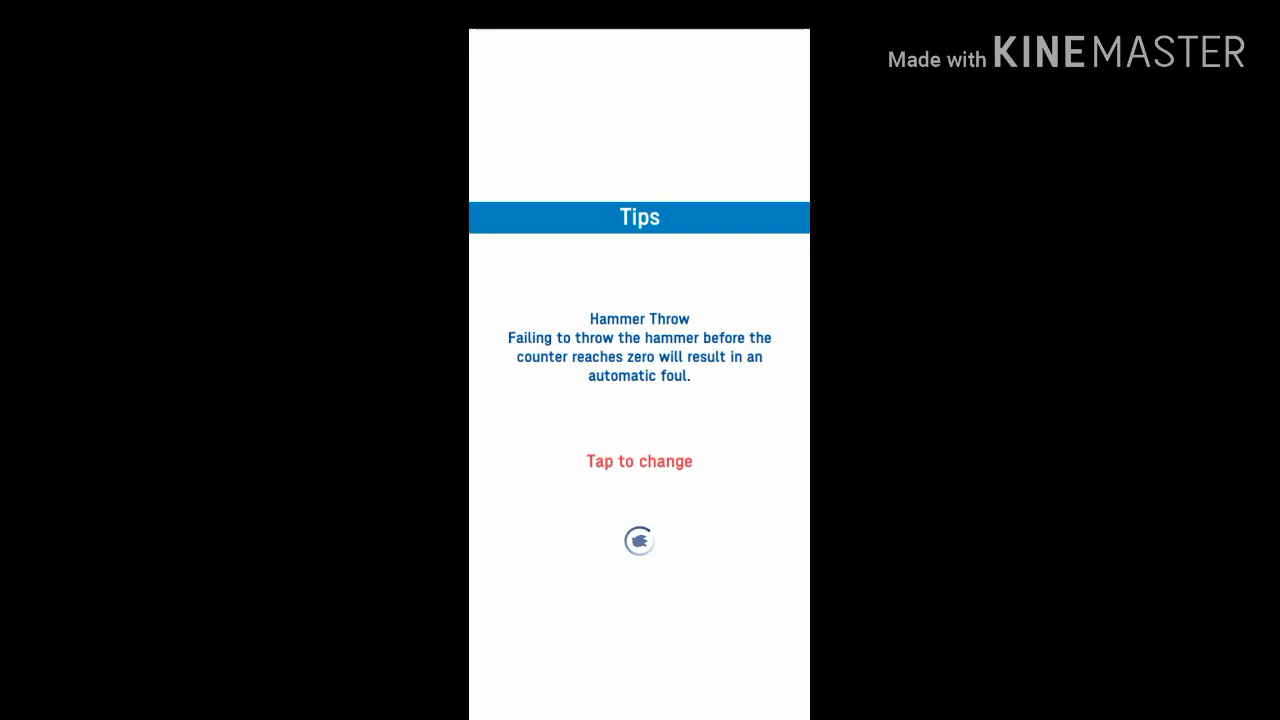 Made with KINEMASTER
Tips
Hammer Throw
Failing to throw the hammer before the
counter reaches zero will result in an
automatic foul.
Tap to change